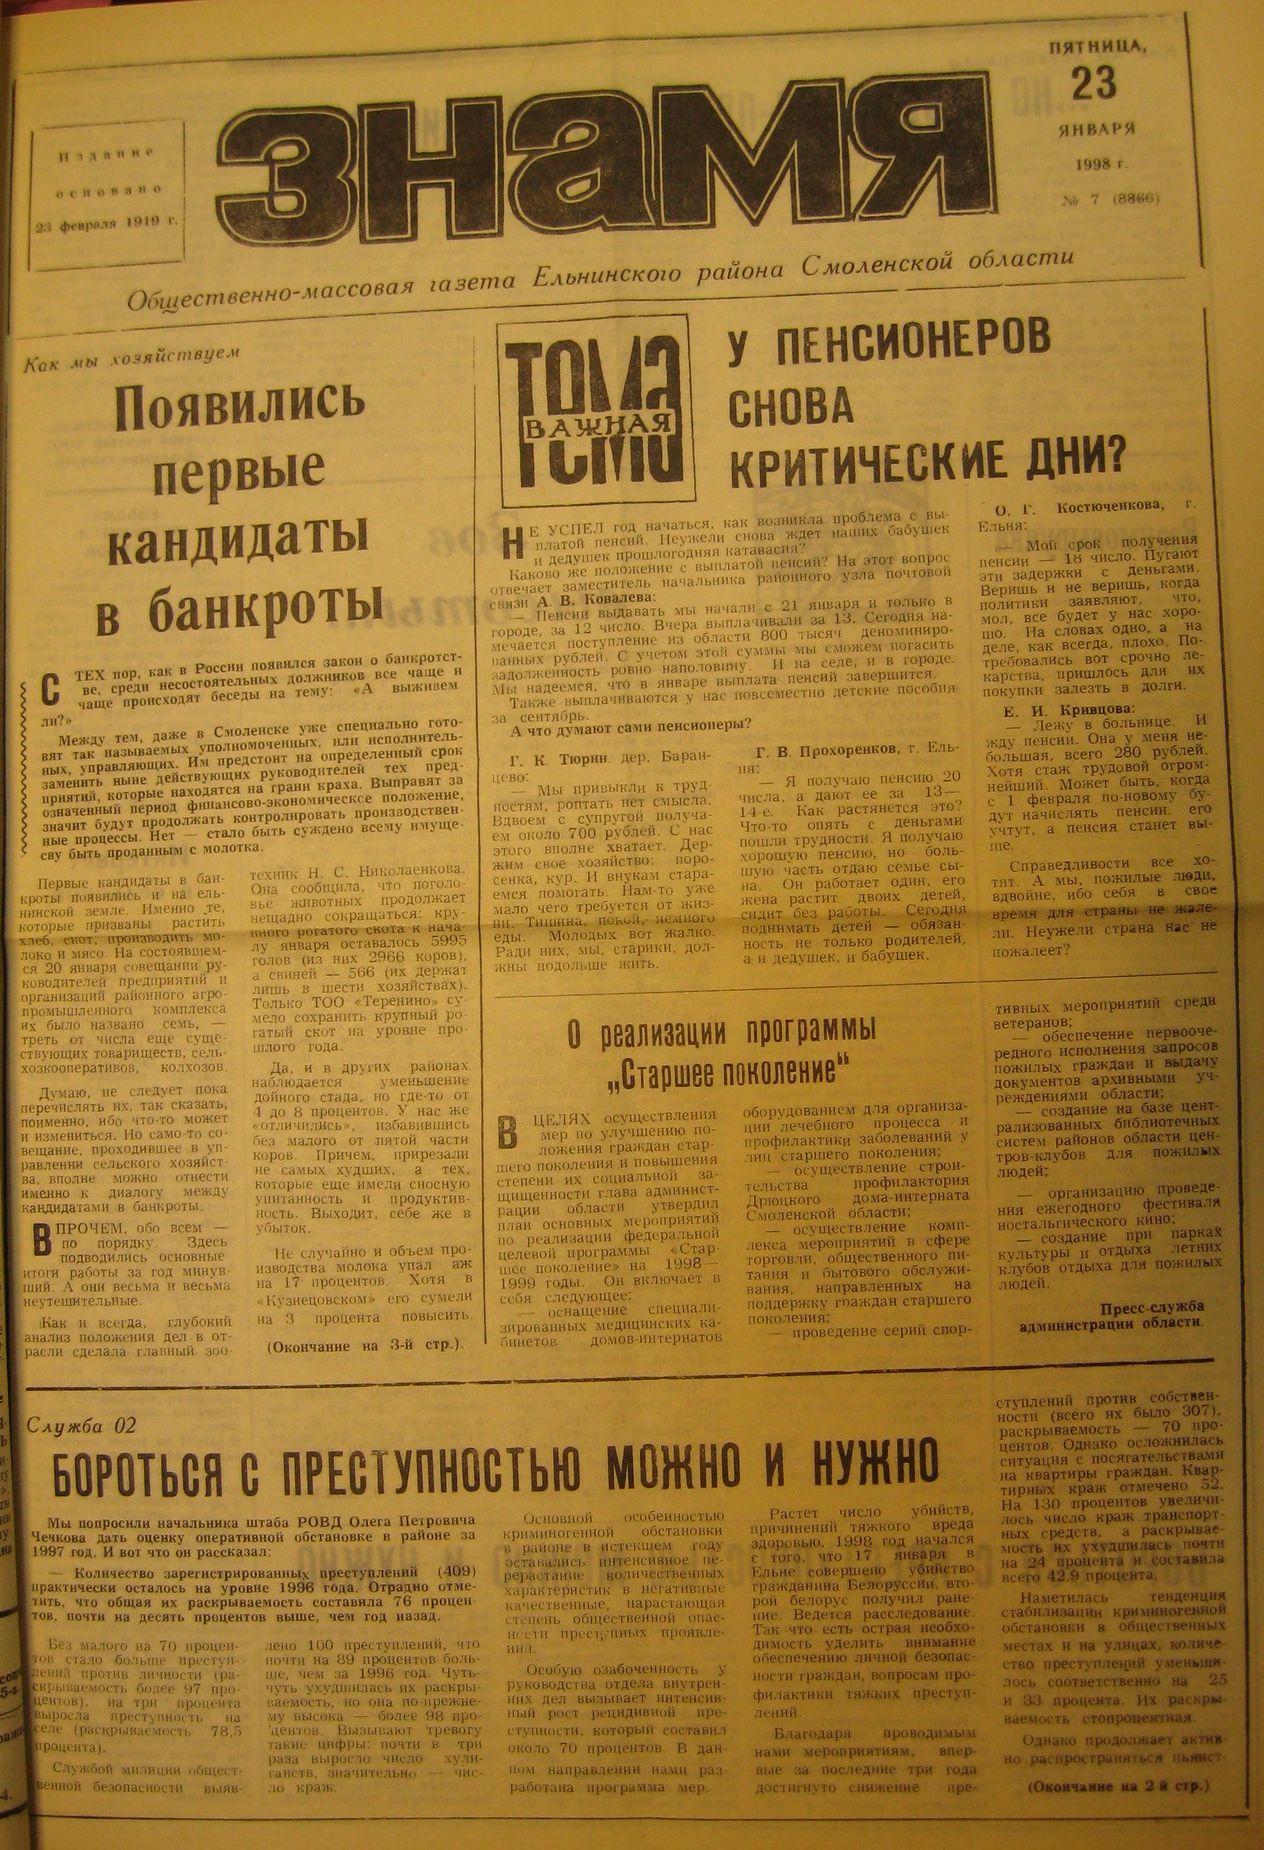 Издание
основано
23 февраля 1919 г.
ЗНАМЯ
ПЯТНИЦА,
23
ЯНВАРЯ
1998 г.
№ 7 (8866)
Общественно-массовая газета Ельнинского района Смоленской области
Как мы хозяйствуем
Появились
первые
кандидаты
в банкроты
С ТЕХ пор, как в России появился закон о банкротст-
ве, среди несостоятельных должников все чаще и
чаще происходят беседы на тему: «А выживем
ли?»
Между тем, даже в Смоленске уже специально гото-
вят так называемых уполномоченных, или исполнитель-
ных, управляющих. Им предстоит на определенный срок
заменить ныне действующих руководителей тех пред-
приятий, которые находятся на грани краха. Выправят за
означенный период финансово-экономическое положение,
значит будут продолжать контролировать производствен-
ные процессы. Нет — стало быть суждено всему имуще-
сву быть проданным с молотка.
Первые кандидаты в бан-
кроты появились и на ель-
нинской земле. Именно те,
которые призваны растить
хлеб, скот, производить мо-
локо и мясо. На состоявшем-
ся 20 января совещании ру-
ководителей предприятий и
организаций районного агро-
промышленного комплекса
их было названо семь, —
треть от числа еще суще-
ствующих товариществ, сель-
хозкооперативов, колхозов.
Думаю, не следует пока
перечислять их, так сказать,
поименно, ибо что-то может
и измениться. Но само-то со-
вещание, проходившее в уп-
равлении сельского хозяйст-
ва, вполне можно отнести
именно к диалогу между
кандидатами в банкроты.
ВПРОЧЕМ, обо всем —
по порядку. Здесь
подводились основные
итоги работы за год минув-
ший. А они весьма и весьма
неутешительные.
Как и всегда, глубокий
анализ положения дел в от-
расли сделала главный зоо-
техник Н. С. Николаенкова.
Она сообщила, что поголо-
вье животных продолжает
нещадно сокращаться: кру-
пного рогатого скота к нача-
лу января оставалось 5995
голов (из них 2966 коров),
а свиней — 566 (их держат
лишь в шести хозяйствах).
Только ТОО «Теренино» су-
мело сохранить крупный ро-
гатый скот на уровне про-
шлого года.
Да, и в других районах
наблюдается уменьшение
дойного стада, но где-то от
4 до 8 процентов. У нас же
«отличились», избавившись
без малого от пятой части
коров. Причем, прирезали
не самых худших, а тех,
которые еще имели сносную
упитанность и продуктив-
ность. Выходит, себе же в
убыток.
Не случайно и объем про-
изводства молока упал аж
на 17 процентов. Хотя в
«Кузнецовском» его сумели
на 3 процента повысить.
(Окончание на 3-й стр.).
ТОМА
ВАЖНАЯ
ТЕМА
У ПЕНСИОНЕРОВ
СНОВА
КРИТИЧЕСКИЕ ДНИ?
НЕ УСПЕЛ год начаться, как возникла проблема с вы-
платой пенсий. Неужели снова ждет наших бабушек
и дедушек прошлогодняя катавасия?
Каково же положение с выплатой пенсий? На этот вопрос
отвечает заместитель начальника районного узла почтовой
связи А. В. Ковалева:
— Пенсии выдавать мы начали с 21 января и только в
городе, за 12 число. Вчера выплачивали за 13. Сегодня на-
мечается поступление из области 800 тысяч деноминиро-
ванных рублей. С учетом этой суммы мы сможем погасить
задолженность ровно наполовину. И на селе, и в городе.
Мы надеемся, что в январе выплата пенсий завершится.
Также выплачиваются у нас повсеместно детские пособия
за сентябрь.
А что думают сами пенсионеры?
Г. К. Тюрин, дер. Баран-
цево:
— Мы привыкли к труд-
ностям, роптать нет смысла.
Вдвоем с супругой получа-
ем около 700 рублей. С нас
этого вполне хватает. Дер-
жим свое хозяйство: поро-
сенка, кур. И внукам стара-
емся помогать. Нам-то уже
мало чего требуется от жиз-
ни. Тишина, покой, немного
еды. Молодых вот жалко.
Ради них, мы, старики, дол-
жны подольше жить.
Г. В. Прохоренков, г. Ель-
ня:
— Я получаю пенсию 20
числа, а дают ее за 13—
14-е. Как растянется это?
Что-то опять с деньгами
пошли трудности. Я получаю
хорошую пенсию, но боль-
шую часть отдаю семье сы-
на. Он работает один, его
жена растит двоих детей,
сидит без работы. Сегодня
поднимать детей — обязан-
ность не только родителей,
а и дедушек, и бабушек.
О. Г. Костюченкова, г.
Ельня:
— Мой срок получения
пенсии — 18 число. Пугают
эти задержки с деньгами.
Веришь и не веришь, когда
политики заявляют, что,
мол, все будет у нас хоро-
шо. На словах одно, а на
деле, как всегда, плохо. По-
требовались вот срочно ле-
карства, пришлось для их
покупки залезть в долги.
Е. И. Кривцова:
— Лежу в больнице. И
жду пенсии. Она у меня не-
большая, всего 280 рублей.
Хотя стаж трудовой огром-
нейший. Может быть, когда
с 1 февраля по-новому бу-
дут начислять пенсии, его
учтут, а пенсия станет вы-
ше.
Справедливости все хо-
тят. А мы, пожилые люди,
вдвойне, ибо себя в свое
время для страны не жале-
ли. Неужели страна нас не
пожалеет?
О реализации программы
„Старшее поколение“
В ЦЕЛЯХ осуществления
мер по улучшению по-
ложения граждан стар-
шего поколения и повышения
степени их социальной за-
щищенности глава админист-
рации области утвердил
план основных мероприятий
по реализации федеральной
целевой программы «Стар-
шее поколение» на 1998—
1999 годы. Он включает в
себя следующее:
— оснащение специали-
зированных медицинских ка-
бинетов домов-интернатов
оборудованием для организа-
ции лечебного процесса и
профилактики заболеваний у
лиц старшего поколения;
— осуществление строи-
тельства профилактория
Дрюцкого дома-интерната
Смоленской области;
— осуществление комп-
лекса мероприятий в сфере
торговли, общественного пи-
тания и бытового обслужи-
вания, направленных на
поддержку граждан старшего
поколения;
— проведение серий спор-
тивных мероприятий среди
ветеранов;
— обеспечение первооче-
редного исполнения запросов
пожилых граждан и выдачу
документов архивными уч-
реждениями области;
— создание на базе цент-
рализованных библиотечных
систем районов области цен-
тров-клубов для пожилых
людей;
— организацию проведе-
ния ежегодного фестиваля
ностальгического кино;
— создание при парках
культуры и отдыха летних
клубов отдыха для пожилых
людей.
Пресс-служба
администрации области.
Служба 02
БОРОТЬСЯ С ПРЕСТУПНОСТЬЮ МОЖНО И НУЖНО
Мы попросили начальника штаба РОВД Олега Петровича
Чечкова дать оценку оперативной обстановке в районе за
1997 год. И вот что он рассказал:
— Количество зарегистрированных преступлений (409)
практически осталось на уровне 1996 года. Отрадно отме-
тить, что общая их раскрываемость составила 76 процен-
тов, почти на десять процентов выше, чем год назад.
Без малого на 70 процен-
тов стало больше преступ-
лений против личности (ра-
скрываемость более 97 про-
центов), на три процента
выросла преступность на
селе (раскрываемость 78,5
процента).
Службой милиции общест-
венной безопасности выяв-
лено 100 преступлений, что
почти на 89 процентов боль-
ше, чем за 1996 год. Чуть-
чуть ухудшилась их раскры-
ваемость, но она по-прежне-
му высока — более 98 про-
центов. Вызывают тревогу
такие цифры: почти в три
раза выросло число хули-
ганств, значительно — чис-
ло краж.
Основной особенностью
криминогенной обстановки
в районе в истекшем году
оставались интенсивное пе-
рерастание количественных
характеристик в негативные
качественные, нарастающая
степень общественной опас-
ности преступных проявле-
ний.
Особую озабоченность у
руководства отдела внутрен-
них дел вызывает интенсив-
ный рост рецидивной пре-
ступности, который составил
около 70 процентов. В дан-
ном направлении нами раз-
работана программа мер.
Растет число убийств,
причинений тяжкого вреда
здоровью. 1998 год начался
с того, что 17 января в
Ельне совершено убийство
гражданина Белоруссии, вто-
рой белорус получил ране-
ние. Ведется расследование.
Так что есть острая необхо-
димость уделить внимание
обеспечению личной безопас-
ности граждан, вопросам про-
филактики тяжких преступ-
лений.
Благодаря проводимым
нами мероприятиям, впер-
вые за последние три года
достигнуто снижение пре-
ступлений против собствен-
ности (всего их было 307),
раскрываемость — 70 про-
центов. Однако осложнилась
ситуация с посягательствами
на квартиры граждан. Квар-
тирных краж отмечено 52.
На 130 процентов увеличи-
лось число краж транспорт-
ных средств, а раскрывае-
мость их ухудшилась почти
на 24 процента и составила
всего 42,9 процента.
Наметилась тенденция
стабилизации криминогенной
обстановки в общественных
местах и на улицах, количе-
ство преступлений уменьши-
лось соответственно на 25
и 33 процента. Их раскры-
ваемость стопроцентная.
Однако продолжает актив-
но распространяться пьянст-
(Окончание на 2-й стр.)